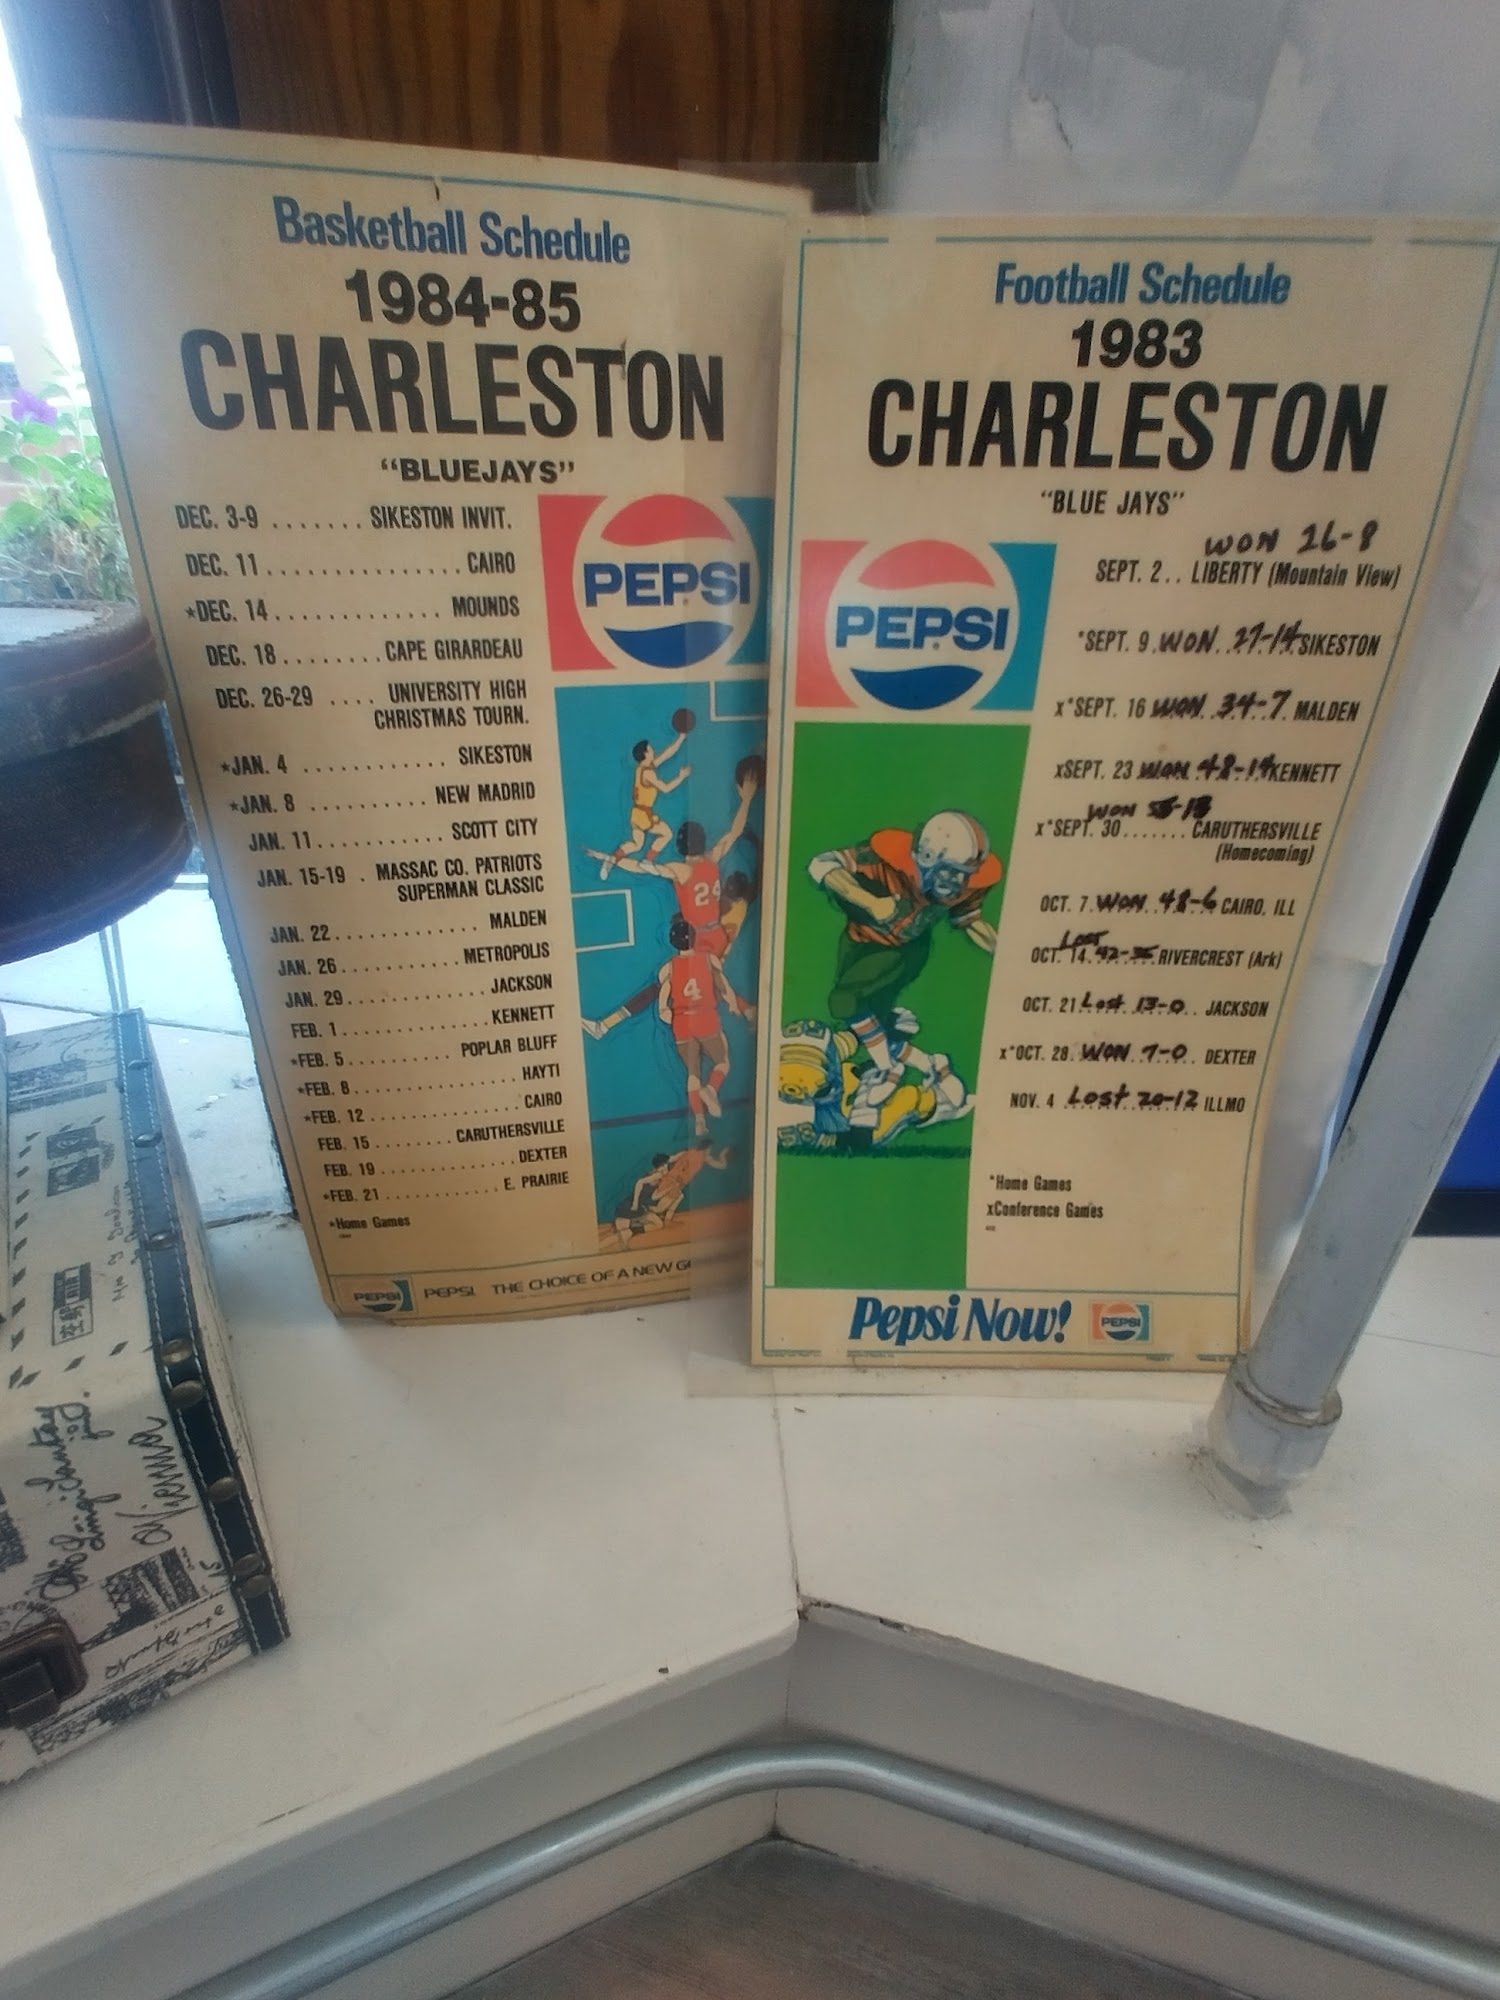 Basketball Schedule
1984-85
CHARLESTON
"BLUEJAYS"
DEC. 3-9 ....... SIKESTON INVIT.
DEC. 11 ............... CAIRO
*DEC. 14 ............. MOUNDS
DEC. 18 ........ CAPE GIRARDEAU
DEC. 26-29 .... UNIVERSITY HIGH
CHRISTMAS TOURN.
*JAN. 4 ............ SIKESTON
*JAN. 8 .......... NEW MADRID
JAN. 11 ........... SCOTT CITY
JAN. 15-19 . MASSAC CO. PATRIOTS
SUPERMAN CLASSIC
JAN. 22 .............. MALDEN
JAN. 26 ........... METROPOLIS
JAN. 29 ............. JACKSON
FEB. 1 .............. KENNETT
*FEB. 5 .......... POPLAR BLUFF
*FEB. 8 ................ HAYTI
*FEB. 12 ............... CAIRO
FEB. 15 ........ CARUTHERSVILLE
FEB. 19 .............. DEXTER
*FEB. 21 ............ E. PRAIRIE
*Home Games
PEPSI
24
4
PEPSI PEPSI. THE CHOICE OF A NEW
Football Schedule
1983
CHARLESTON
"BLUE JAYS"
PEPSI
WON 26-8
SEPT. 2.. LIBERTY (Mountain View)
*SEPT. 9. WON 27-14 SIKESTON
x*SEPT. 16 WON 34-7 MALDEN
xSEPT. 23 WON 48-14 KENNETT
WON
x*SEPT. 30 ....... CARUTHERSVILLE
(Homecoming)
OCT. 7. WON 48-6 CAIRO, ILL
Lost
OCT. 14 RIVERCREST (Ark)
OCT. 21 Lost 13-0 JACKSON
x*OCT. 28. WON 7-0 DEXTER
NOV. 4 Lost 20-12 ILLMO
*Home Games
xConference Games
Pepsi Now! PEPSI